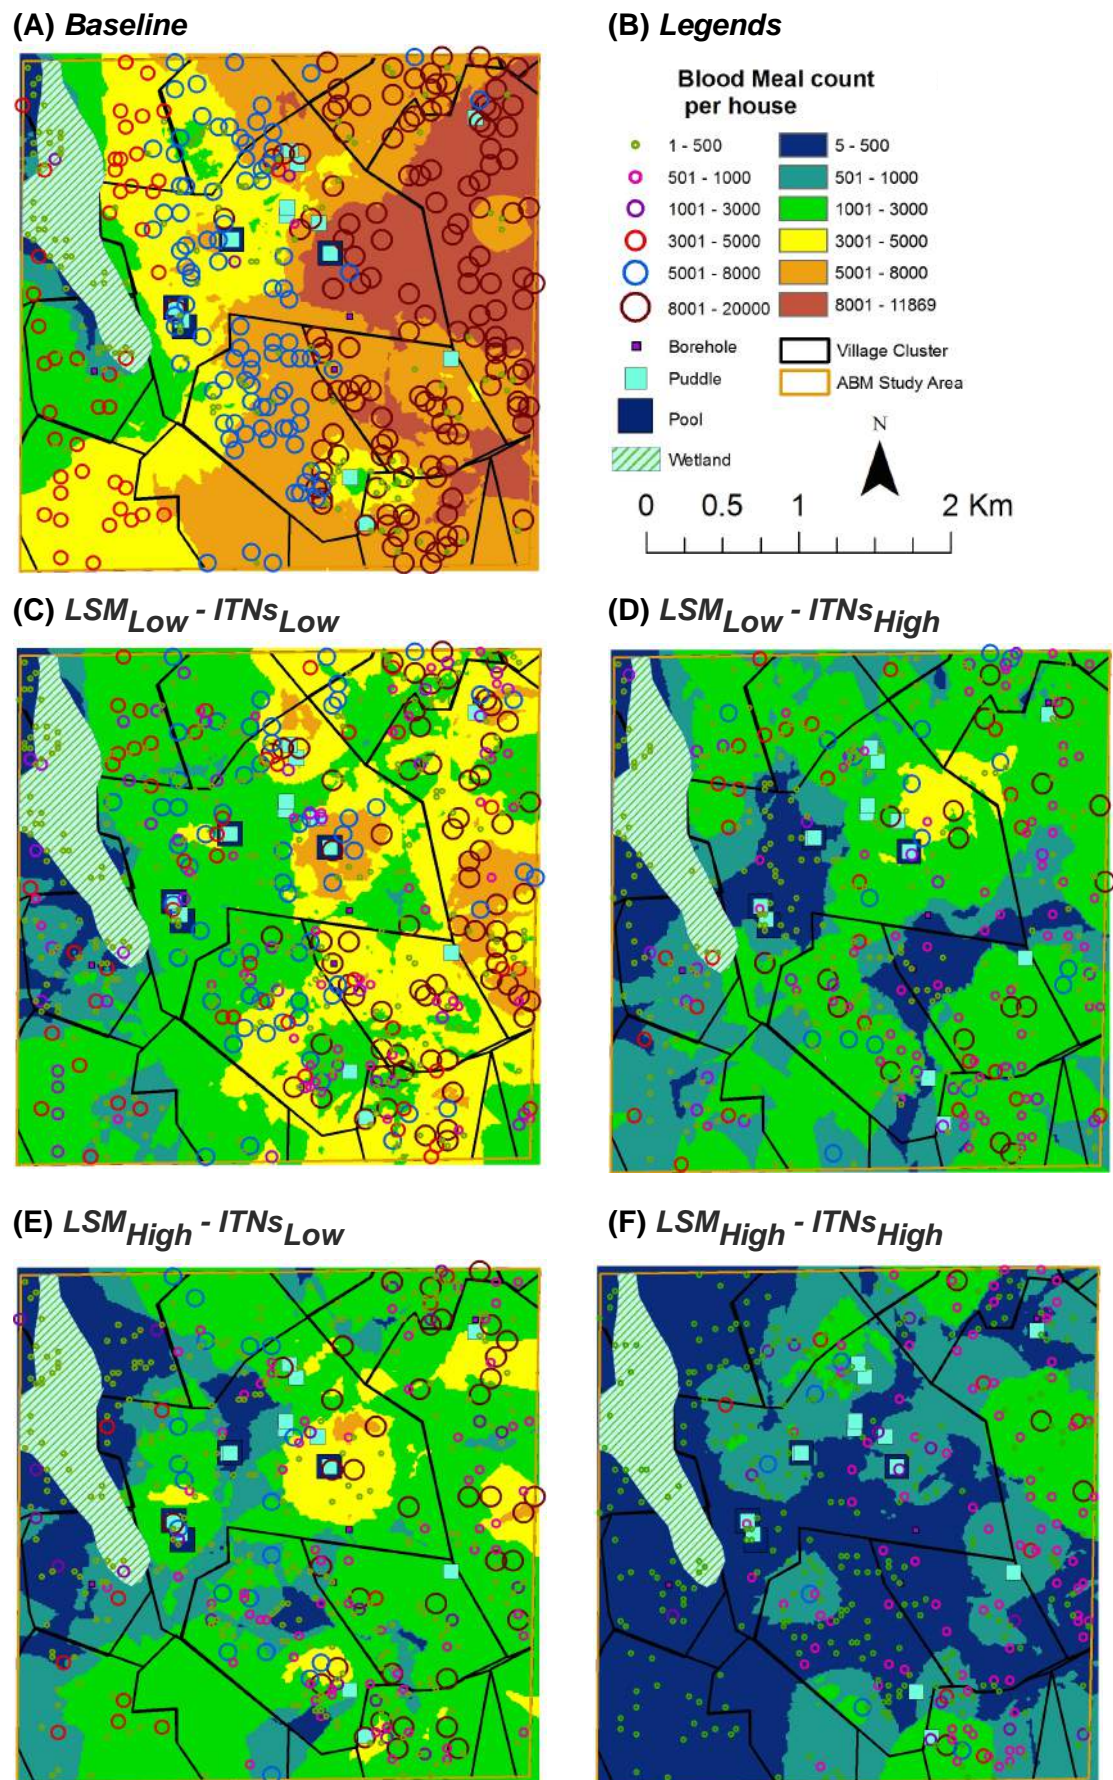 (A) Baseline
(B) Legends
Blood Meal count
per house
1 - 500
5 - 500
501 - 1000
501 - 1000
1001 - 3000
1001 - 3000
3001 - 5000
3001 - 5000
5001 - 8000
5001 - 8000
8001 - 20000
8001 - 11869
Borehole
Village Cluster
Puddle
ABM Study Area
Pool
N
Wetland
0 0.5 1 2 Km
(C) LSMLow - ITNsLow
(D) LSMLow - ITNsHigh
(E) LSMHigh - ITNsLow
(F) LSMHigh - ITNsHigh